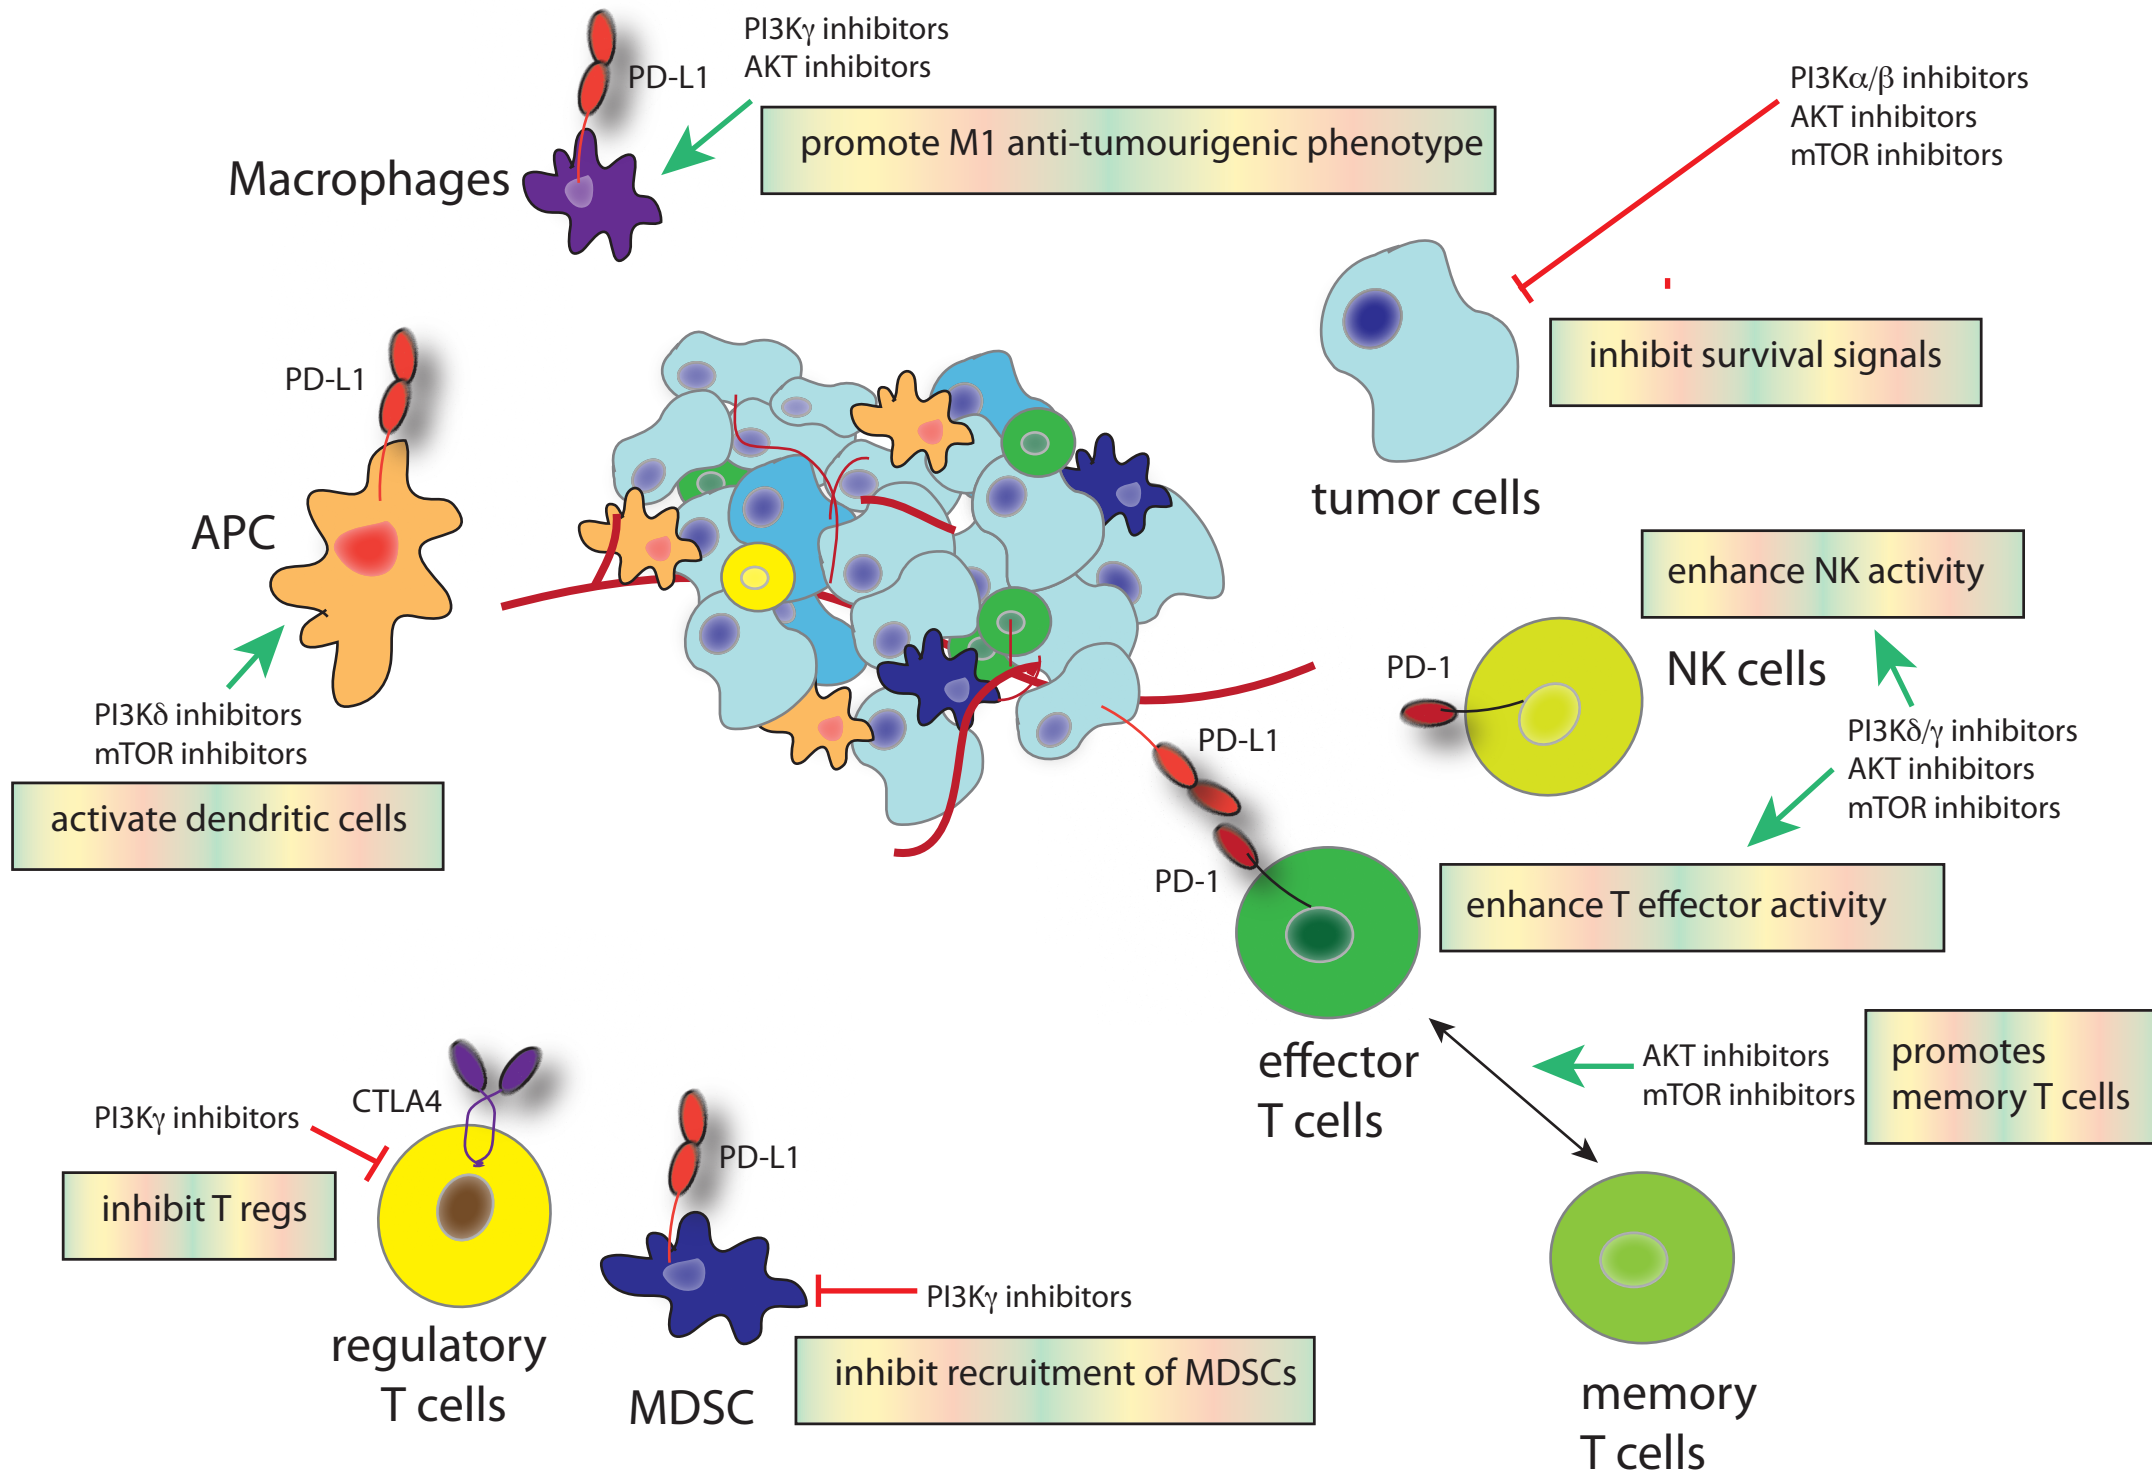 PI3Kγ inhibitors
AKT inhibitors
PD-L1
promote M1 anti-tumourigenic phenotype
Macrophages
PI3Kα/β inhibitors
AKT inhibitors
mTOR inhibitors
inhibit survival signals
tumor cells
PD-L1
APC
PI3Kδ inhibitors
mTOR inhibitors
activate dendritic cells
enhance NK activity
PD-1
NK cells
PI3Kδ/γ inhibitors
AKT inhibitors
mTOR inhibitors
PD-L1
PD-1
enhance T effector activity
effector
T cells
AKT inhibitors
mTOR inhibitors
promotes
memory T cells
CTLA4
PI3Kγ inhibitors
inhibit T regs
regulatory
T cells
PD-L1
PI3Kγ inhibitors
inhibit recruitment of MDSCs
MDSC
memory
T cells